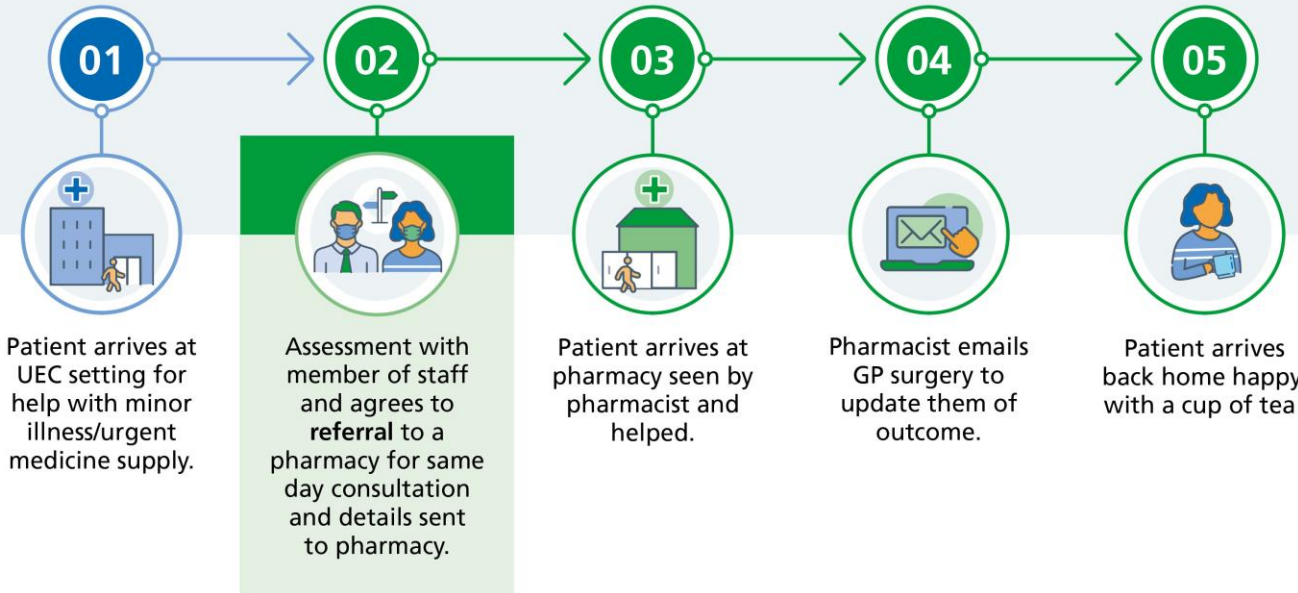 01
02
03
04
05
Patient arrives at
UEC setting for
help with minor
illness/urgent
medicine supply.
Assessment with
member of staff
and agrees to
referral to a
pharmacy for same
day consultation
and details sent
to pharmacy.
Patient arrives at
pharmacy seen by
pharmacist and
helped.
Pharmacist emails
GP surgery to
update them of
outcome.
Patient arrives
back home happy
with a cup of tea